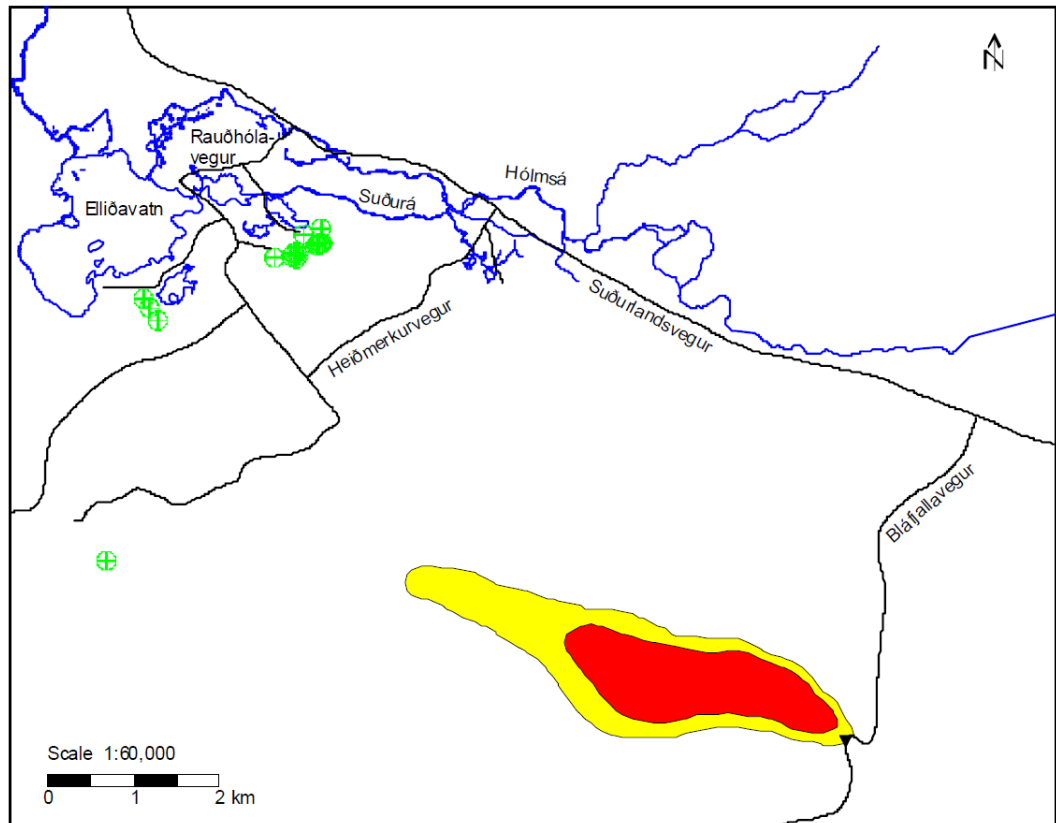 N
Rauðhóla-
vegur
Hólmsá
Suðurá
Elliðavatn
Suðurlandsvegur
Heiðmerkurvegur
Bláfjallavegur
Scale 1:60,000
0 1 2 km